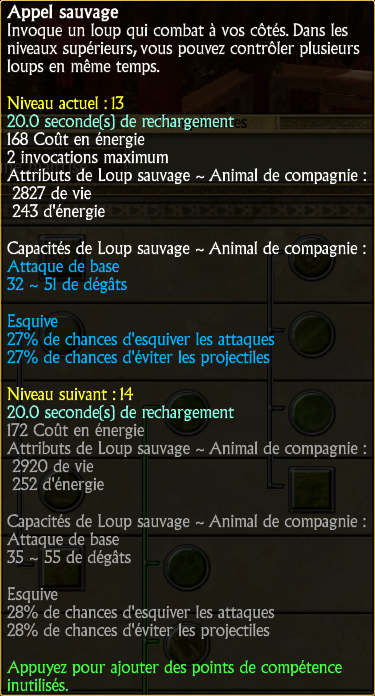 Appel sauvage
Invoque un loup qui combat à vos côtés. Dans les
niveaux supérieurs, vous pouvez contrôler plusieurs
loups en même temps.
Niveau actuel : 13
20.0 seconde(s) de rechargement
168 Coût en énergie
2 invocations maximum
Attributs de Loup sauvage ~ Animal de compagnie :
2827 de vie
243 d'énergie
Capacités de Loup sauvage ~ Animal de compagnie :
Attaque de base
32 ~ 51 de dégâts
Esquive
27% de chances d'esquiver les attaques
27% de chances d'éviter les projectiles
Niveau suivant : 14
20.0 seconde(s) de rechargement
172 Coût en énergie
Attributs de Loup sauvage ~ Animal de compagnie :
2920 de vie
252 d'énergie
Capacités de Loup sauvage ~ Animal de compagnie :
Attaque de base
35 ~ 55 de dégâts
Esquive
28% de chances d'esquiver les attaques
28% de chances d'éviter les projectiles
Appuyez pour ajouter des points de compétence
inutilisés.